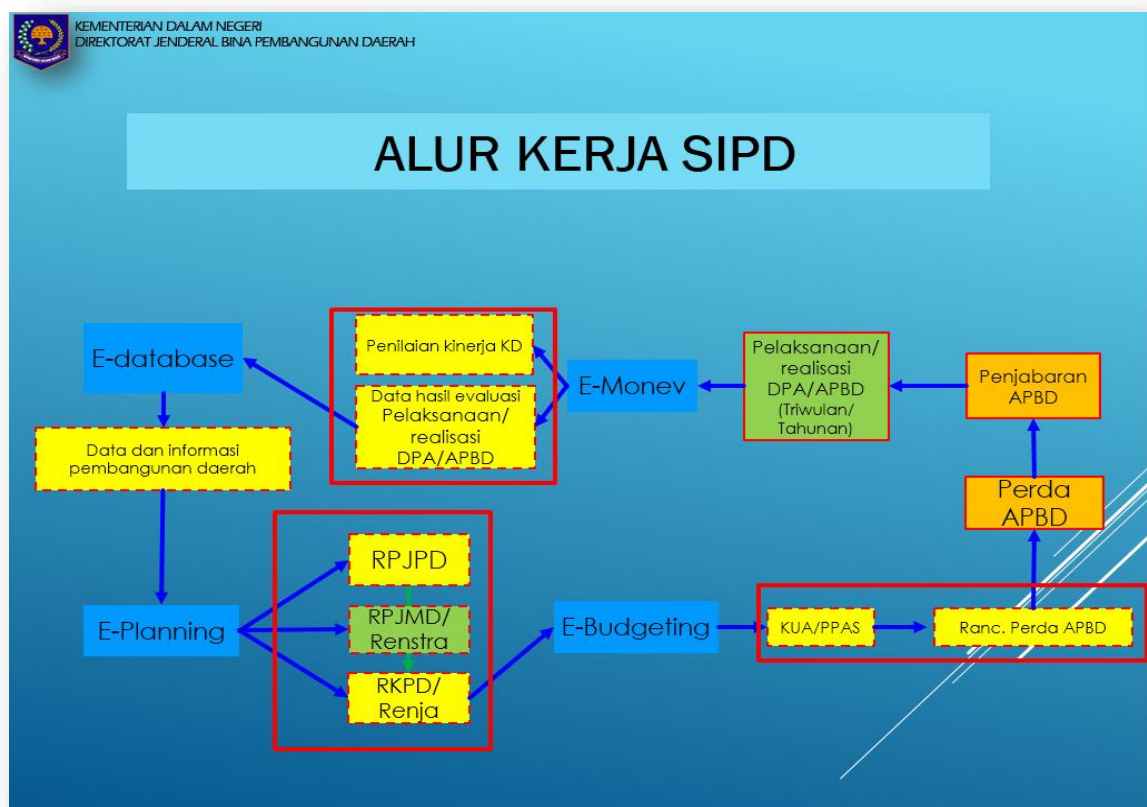 KEMENTERIAN DALAM NEGERI
DIREKTORAT JENDERAL BINA PEMBANGUNAN DAERAH
ALUR KERJA SIPD
E-database
Data dan informasi
pembangunan daerah
E-Planning
RPJPD
RPJMD/
Renstra
RKPD/
Renja
E-Budgeting
KUA/PPAS
Ranc. Perda APBD
Perda
APBD
Penjabaran
APBD
Pelaksanaan/
realisasi
DPA/APBD
(Triwulan/
Tahunan)
E-Monev
Penilaian kinerja KD
Data hasil evaluasi
Pelaksanaan/
realisasi
DPA/APBD